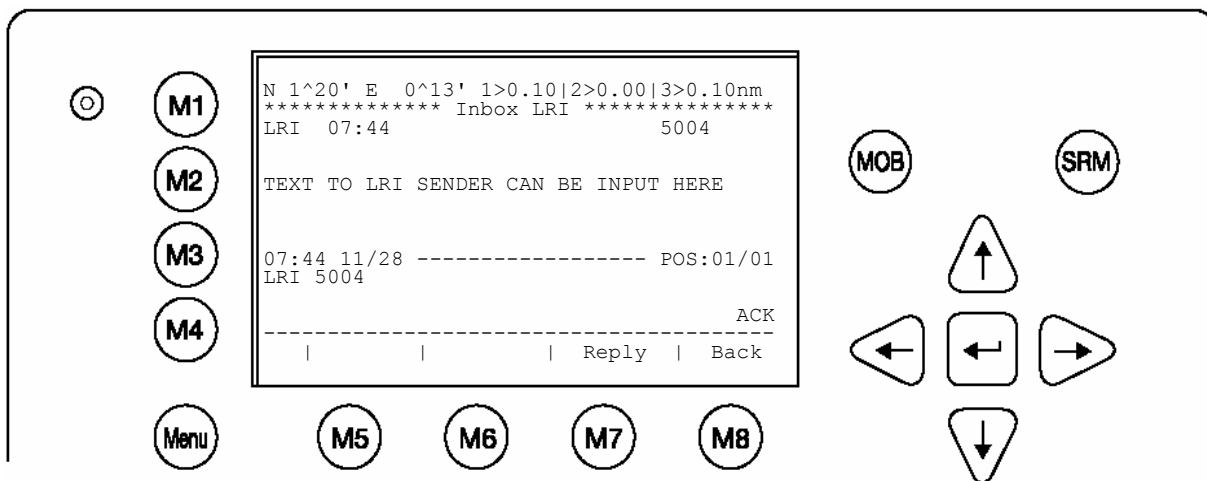 N 1^20' E  0^13' 1>0.10|2>0.00|3>0.10nm
************** Inbox LRI ***************
LRI  07:44                     5004
TEXT TO LRI SENDER CAN BE INPUT HERE
07:44 11/28 ------------------ POS:01/01
LRI 5004
ACK
----------------------------------------
|        |         |  Reply  |  Back
M1
M2
M3
M4
Menu
M5 M6 M7 M8
MOB
SRM